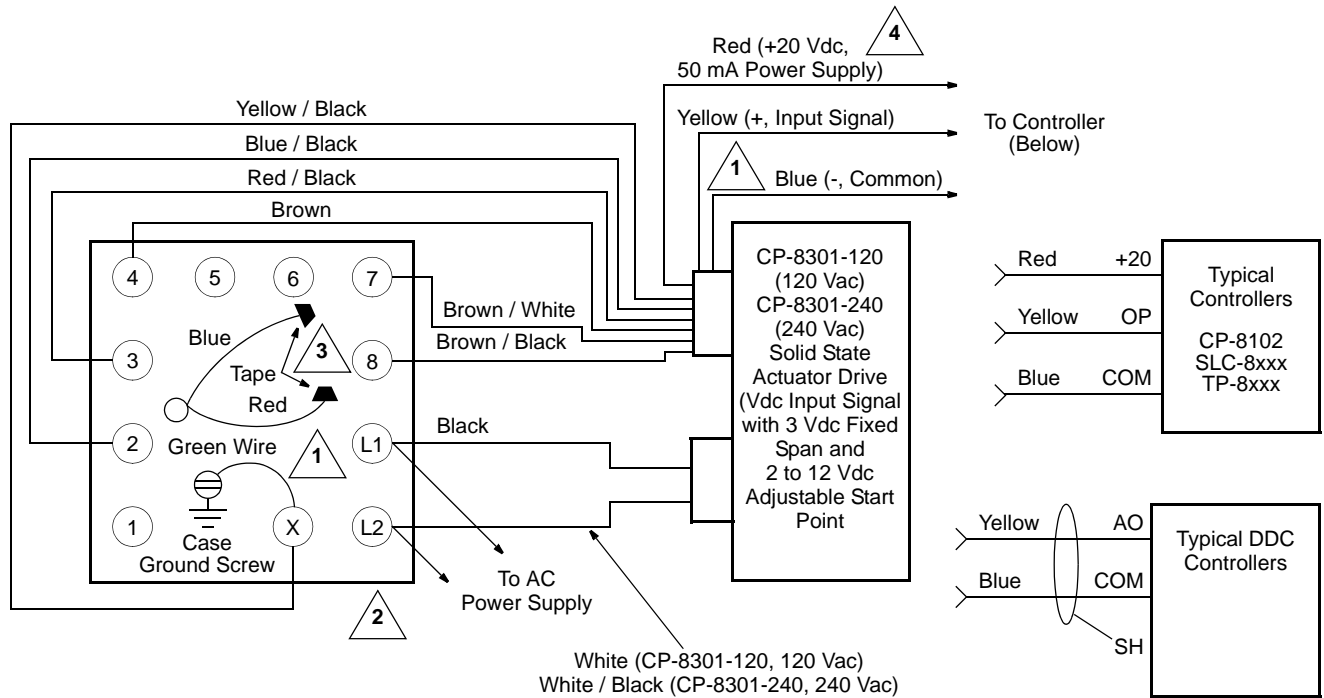 Red (+20 Vdc,
50 mA Power Supply)
4
Yellow / Black
Yellow (+, Input Signal)
To Controller
(Below)
Blue / Black
1
Blue (-, Common)
Red / Black
Brown
4
5
6
7
Brown / White
Brown / Black
Blue
3
3
8
Tape
Red
2
Green Wire
1
L1
Black
1
Case
Ground Screw
X
L2
2
To AC
Power Supply
CP-8301-120
(120 Vac)
CP-8301-240
(240 Vac)
Solid State
Actuator Drive
(Vdc Input Signal
with 3 Vdc Fixed
Span and
2 to 12 Vdc
Adjustable Start
Point
White (CP-8301-120, 120 Vac)
White / Black (CP-8301-240, 240 Vac)
Red +20
Yellow OP
Blue COM
Typical
Controllers
CP-8102
SLC-8xxx
TP-8xxx
Yellow AO
Blue COM
SH
Typical DDC
Controllers